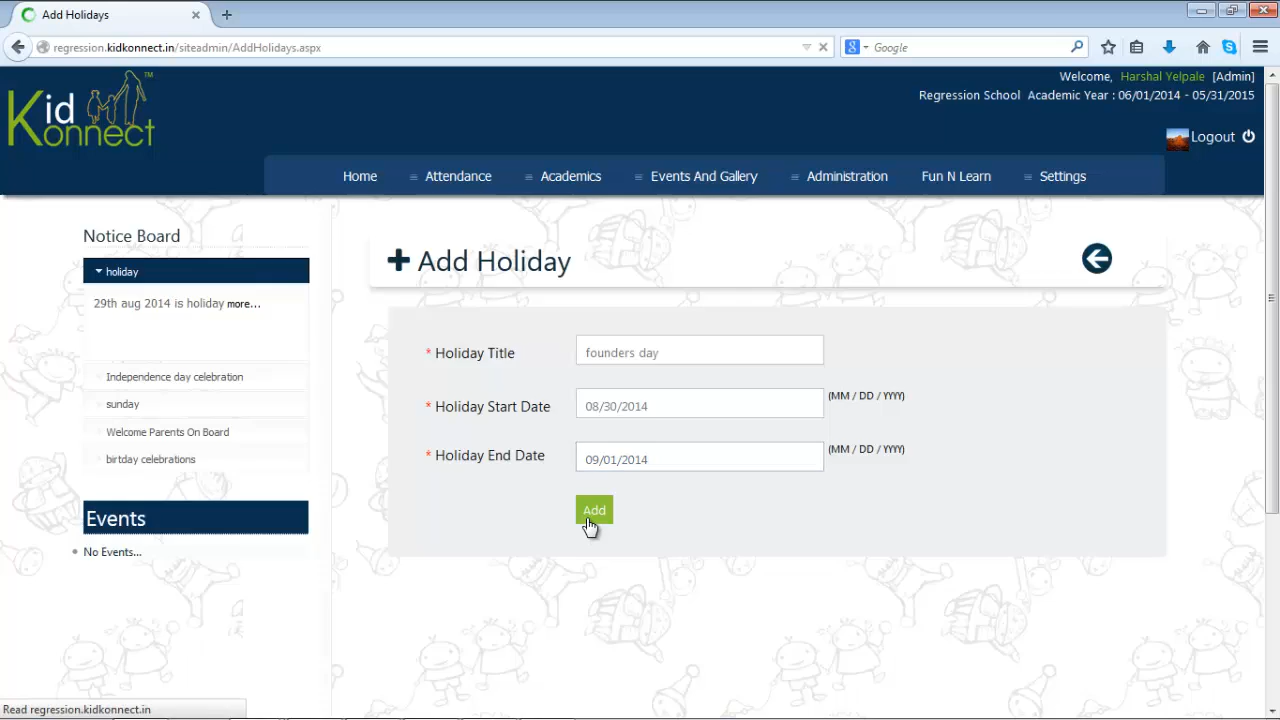 Add Holidays
regression.kidkonnect.in/siteadmin/AddHolidays.aspx
Google
Welcome, Harshal Yelpale [Admin]
Regression School Academic Year : 06/01/2014 - 05/31/2015
Kid Konnect TM
Logout
Home Attendance Academics Events And Gallery Administration Fun N Learn Settings
Notice Board
holiday
29th aug 2014 is holiday more...
Independence day celebration
sunday
Welcome Parents On Board
birtday celebrations
Events
No Events...
Add Holiday
* Holiday Title founders day
* Holiday Start Date 08/30/2014 (MM / DD / YYYY)
* Holiday End Date 09/01/2014 (MM / DD / YYYY)
Add
Read regression.kidkonnect.in